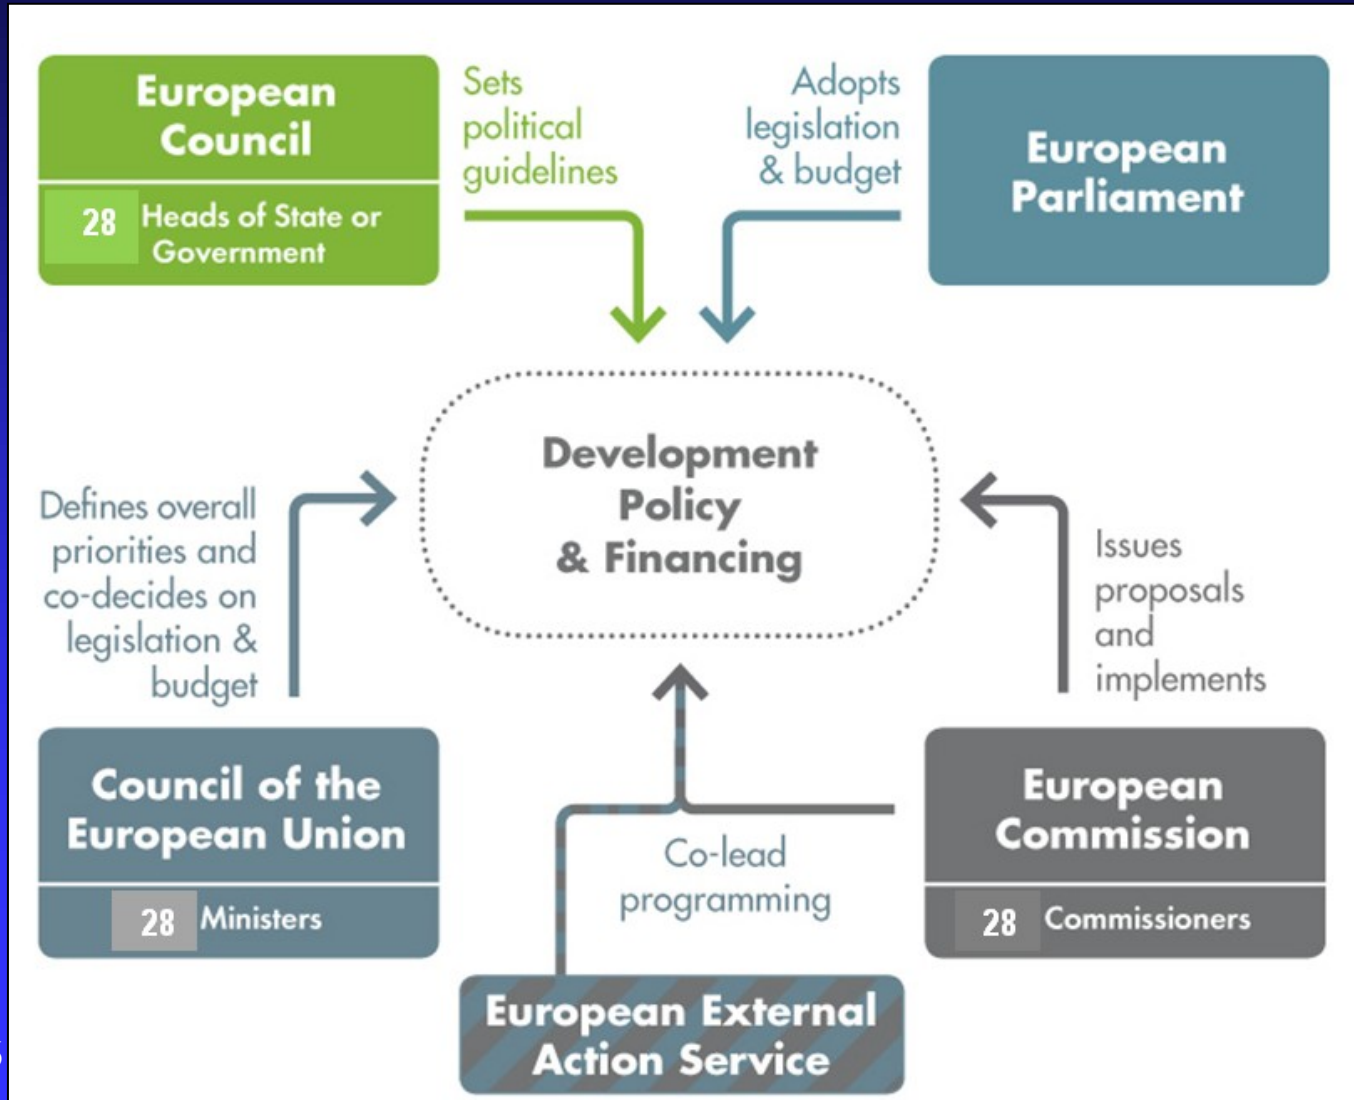 European
Council
28 Heads of State or
Government
Sets
political
guidelines
Adopts
legislation
& budget
European
Parliament
Development
Policy
& Financing
Defines overall
priorities and
co-decides on
legislation &
budget
Issues
proposals
and
implements
Council of the
European Union
28 Ministers
Co-lead
programming
European
Commission
28 Commissioners
European External
Action Service